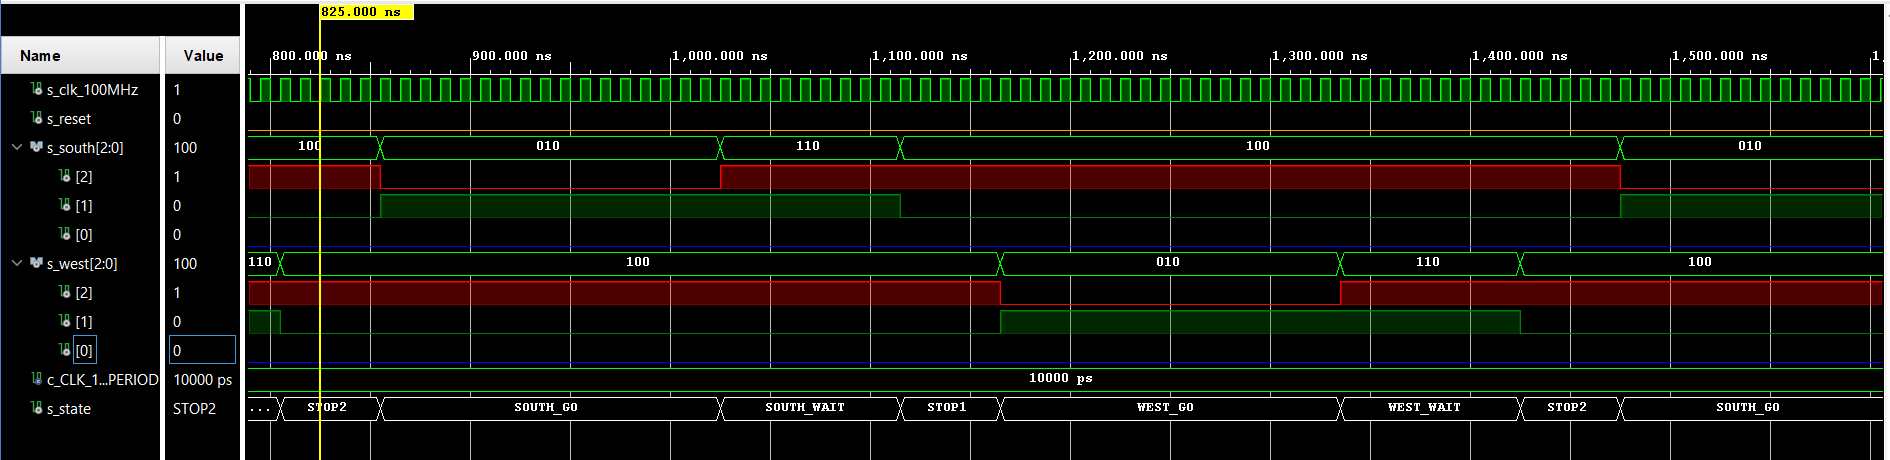 825.000 ns
Name Value 800.000 ns 900.000 ns 1,000.000 ns 1,100.000 ns 1,200.000 ns 1,300.000 ns 1,400.000 ns 1,500.000 ns 1,
s_clk_100MHz 1
s_reset 0
s_south[2:0] 100 100 010 110 100 010
[2] 1
[1] 0
[0] 0
s_west[2:0] 100 110 100 010 110 100
[2] 1
[1] 0
[0] 0
c_CLK_1...PERIOD 10000 ps 10000 ps
s_state STOP2 ... STOP2 SOUTH_GO SOUTH_WAIT STOP1 WEST_GO WEST_WAIT STOP2 SOUTH_GO